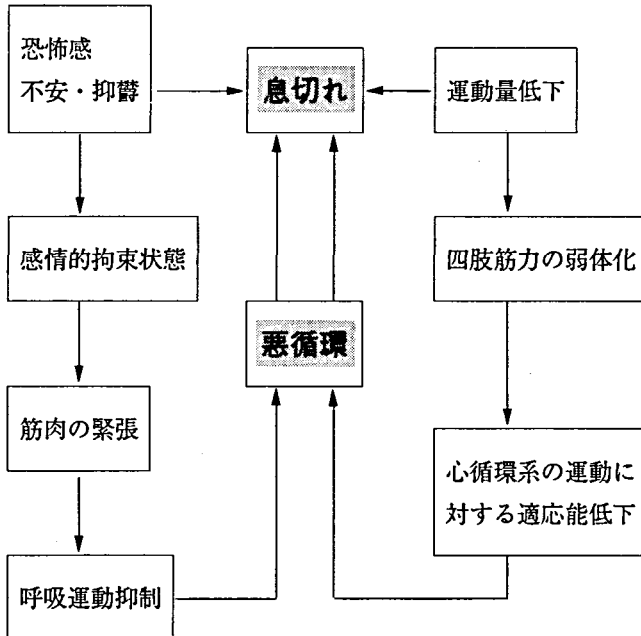 恐怖感
不安・抑鬱
息切れ
運動量低下
感情的拘束状態
四肢筋力の弱体化
悪循環
筋肉の緊張
心循環系の運動に
対する適応能低下
呼吸運動抑制